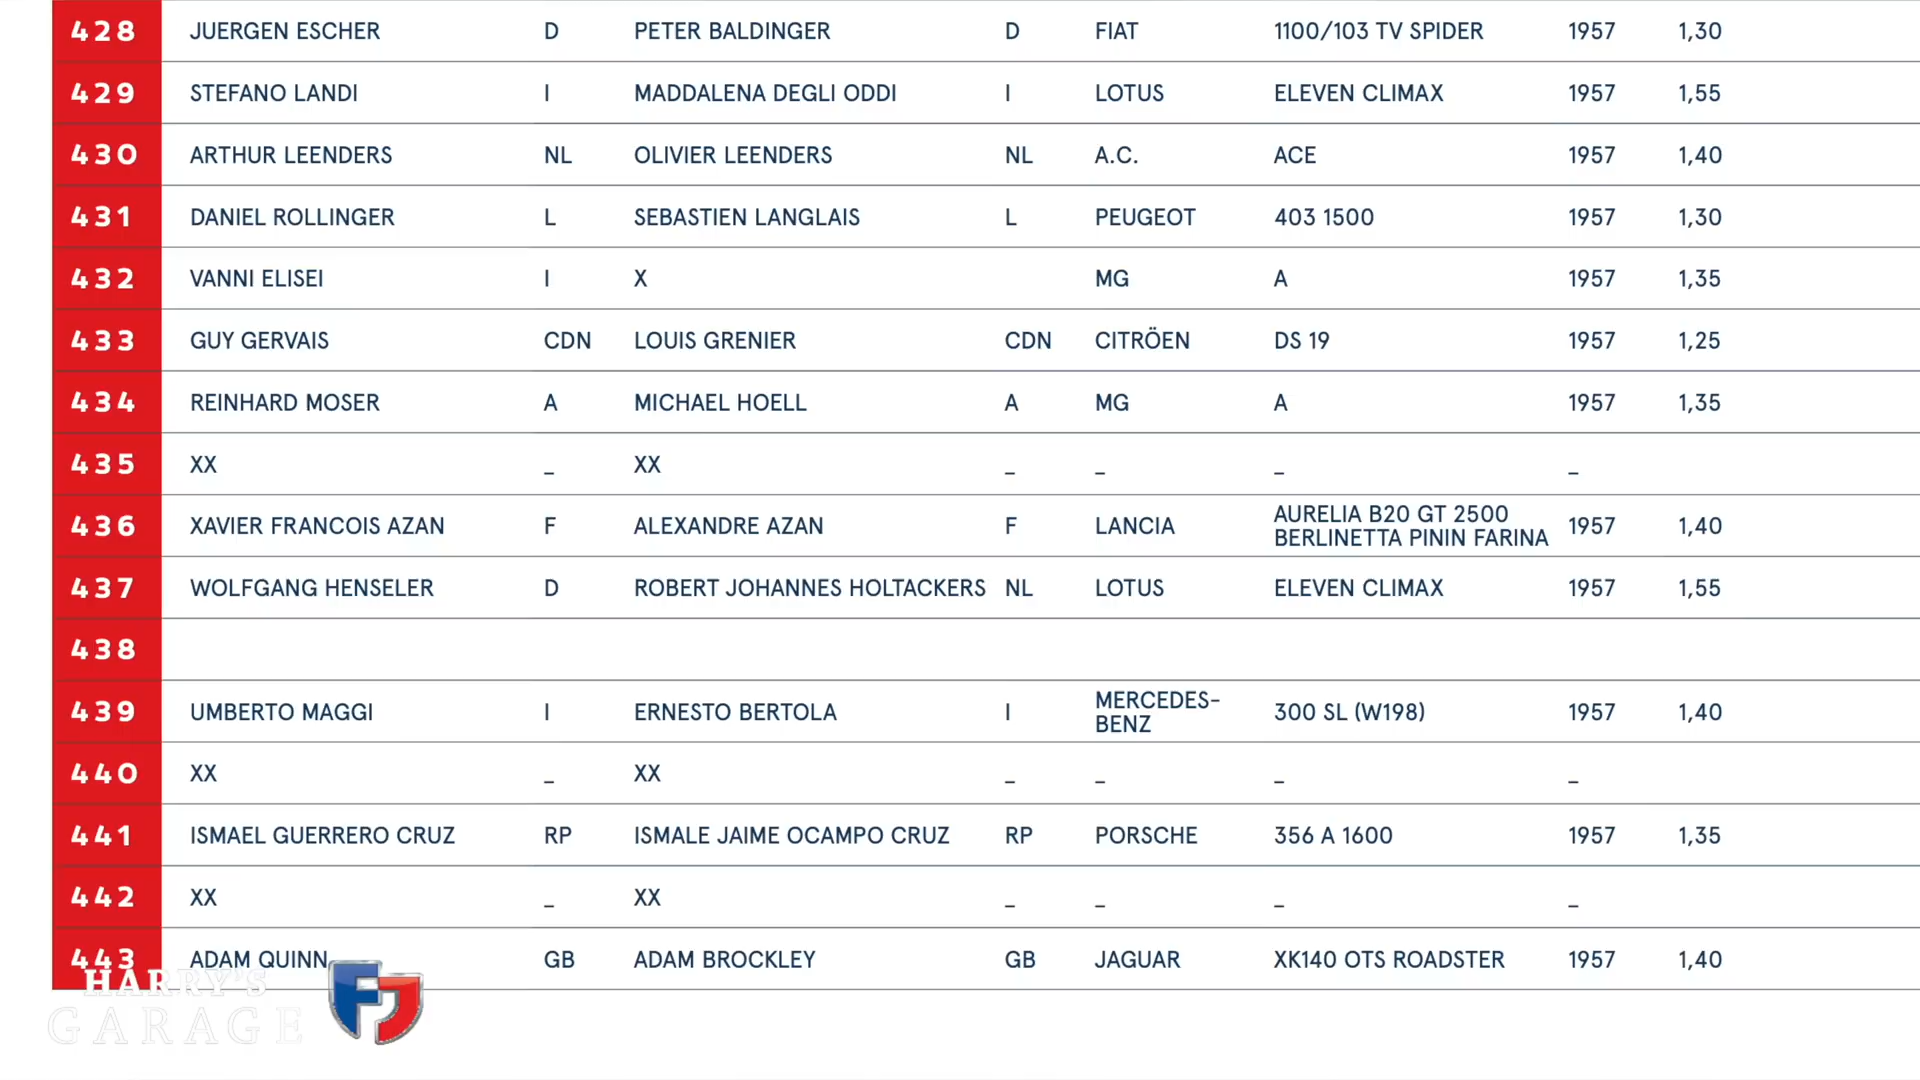 428 JUERGEN ESCHER D PETER BALDINGER D FIAT 1100/103 TV SPIDER 1957 1,30
429 STEFANO LANDI I MADDALENA DEGLI ODDI I LOTUS ELEVEN CLIMAX 1957 1,55
430 ARTHUR LEENDERS NL OLIVIER LEENDERS NL A.C. ACE 1957 1,40
431 DANIEL ROLLINGER L SEBASTIEN LANGLAIS L PEUGEOT 403 1500 1957 1,30
432 VANNI ELISEI I X MG A 1957 1,35
433 GUY GERVAIS CDN LOUIS GRENIER CDN CITRÖEN DS 19 1957 1,25
434 REINHARD MOSER A MICHAEL HOELL A MG A 1957 1,35
435 XX _ XX _ _ _ _
436 XAVIER FRANCOIS AZAN F ALEXANDRE AZAN F LANCIA AURELIA B20 GT 2500
BERLINETTA PININ FARINA 1957 1,40
437 WOLFGANG HENSELER D ROBERT JOHANNES HOLTACKERS NL LOTUS ELEVEN CLIMAX 1957 1,55
438
439 UMBERTO MAGGI I ERNESTO BERTOLA I MERCEDES-
BENZ 300 SL (W198) 1957 1,40
440 XX _ XX _ _ _ _
441 ISMAEL GUERRERO CRUZ RP ISMALE JAIME OCAMPO CRUZ RP PORSCHE 356 A 1600 1957 1,35
442 XX _ XX _ _ _ _
443 ADAM QUINN GB ADAM BROCKLEY GB JAGUAR XK140 OTS ROADSTER 1957 1,40
HARRY'S
GARAGE